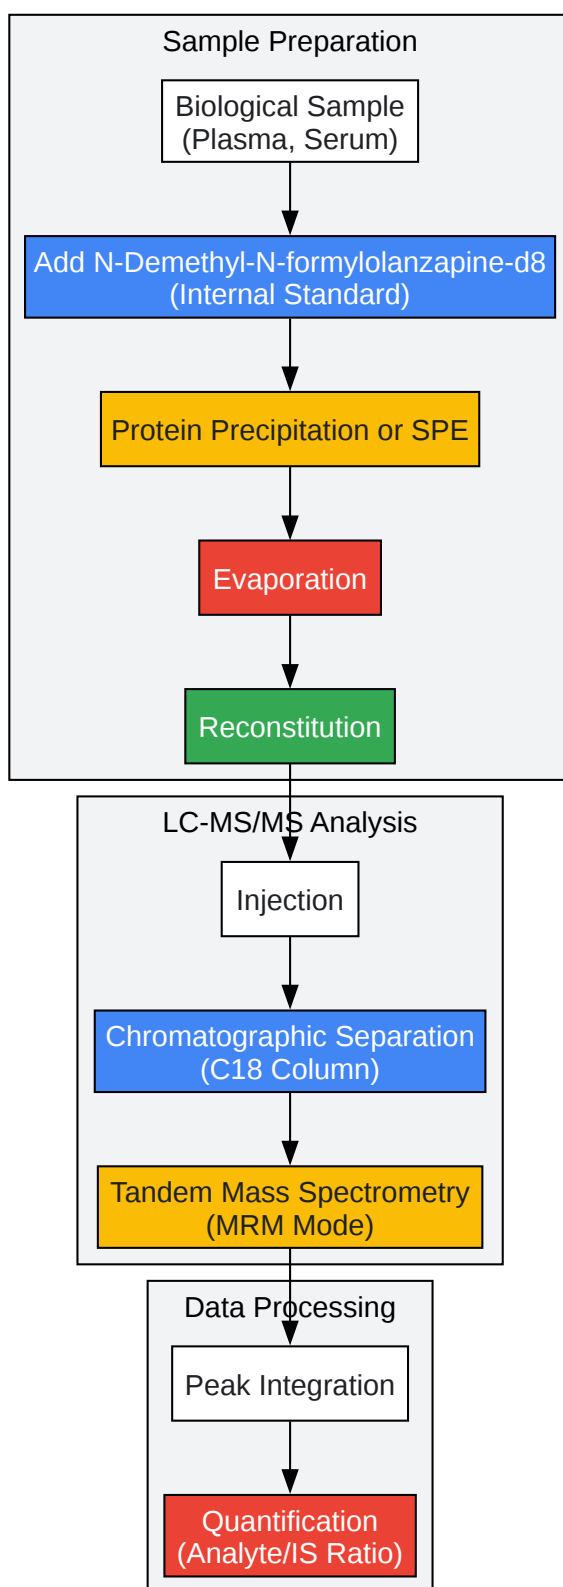 Sample Preparation
Biological Sample
(Plasma, Serum)
Add N-Demethyl-N-formylolanzapine-d8
(Internal Standard)
Protein Precipitation or SPE
Evaporation
Reconstitution
LC-MS/MS Analysis
Injection
Chromatographic Separation
(C18 Column)
Tandem Mass Spectrometry
(MRM Mode)
Data Processing
Peak Integration
Quantification
(Analyte/IS Ratio)